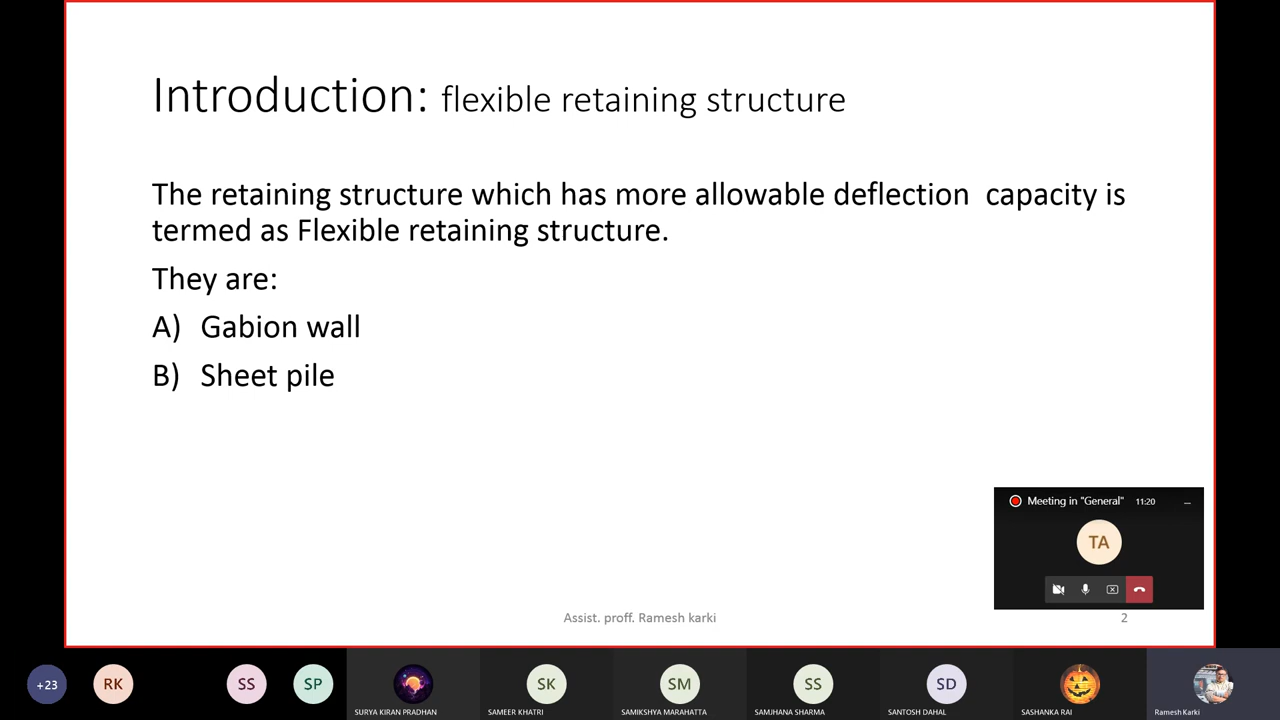 Introduction: flexible retaining structure
The retaining structure which has more allowable deflection capacity is
termed as Flexible retaining structure.
They are:
A) Gabion wall
B) Sheet pile
Meeting in "General" 11:20
TA
Assist. proff. Ramesh karki
2
+23
RK
SS
SP
SK
SM
SS
SD
SURYA KIRAN PRADHAN
SAMEER KHATRI
SAMIKSHYA MARAHATTA
SAMJHANA SHARMA
SANTOSH DAHAL
SASHANKA RAI
Ramesh Karki